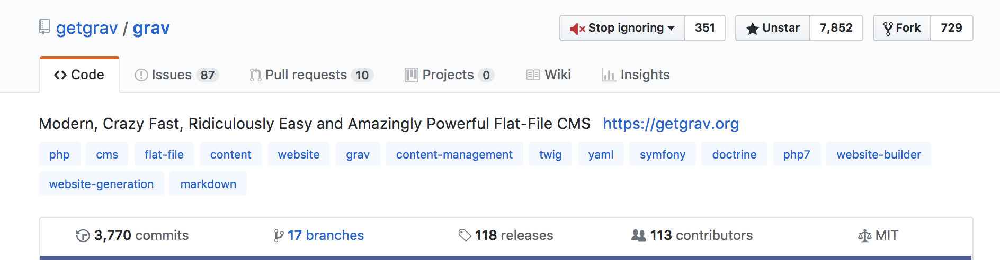 getgrav / grav Stop ignoring 351 Unstar 7,852 Fork 729
Code Issues 87 Pull requests 10 Projects 0 Wiki Insights
Modern, Crazy Fast, Ridiculously Easy and Amazingly Powerful Flat-File CMS https://getgrav.org
php cms flat-file content website grav content-management twig yaml symfony doctrine php7 website-builder
website-generation markdown
3,770 commits 17 branches 118 releases 113 contributors MIT